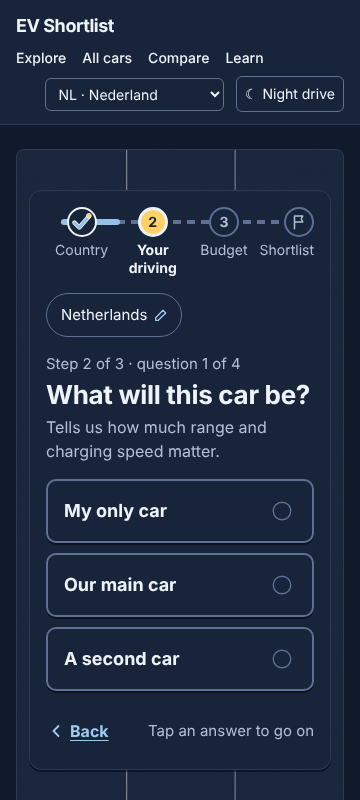 EV Shortlist
Explore All cars Compare Learn
NL · Nederland
☾ Night drive
2
3
Country
Your driving
Budget
Shortlist
Netherlands
Step 2 of 3 · question 1 of 4
What will this car be?
Tells us how much range and
charging speed matter.
My only car
Our main car
A second car
Back
Tap an answer to go on